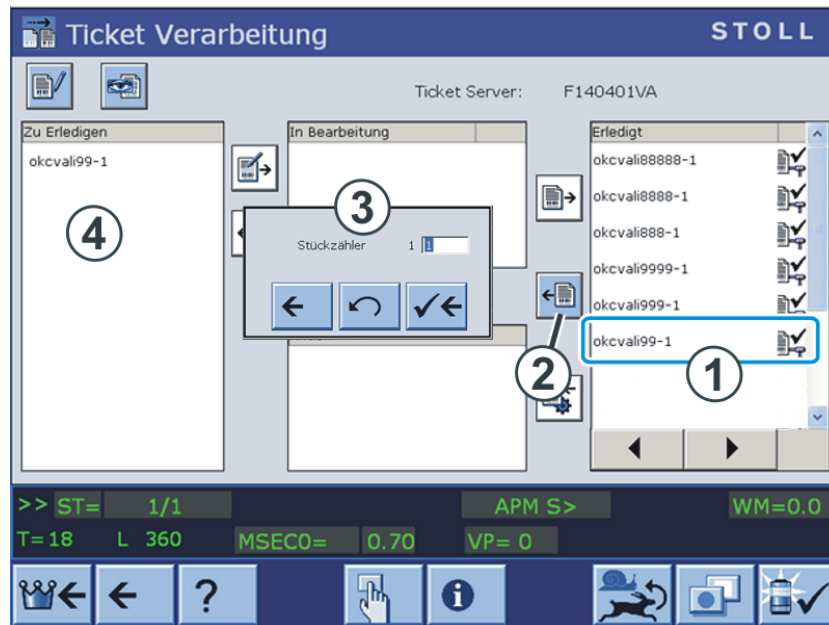 Ticket Verarbeitung
STOLL
Ticket Server: F140401VA
Zu Erledigen
In Bearbeitung
Erledigt
okcvali99-1
okcvali88888-1
okcvali8888-1
okcvali888-1
okcvali9999-1
okcvali999-1
okcvali99-1
4
3
Stückzähler 1 1
2
1
>> ST= 1/1 APM S> WM=0.0
T=18 L 360 MSEC0= 0.70 VP= 0
?
i